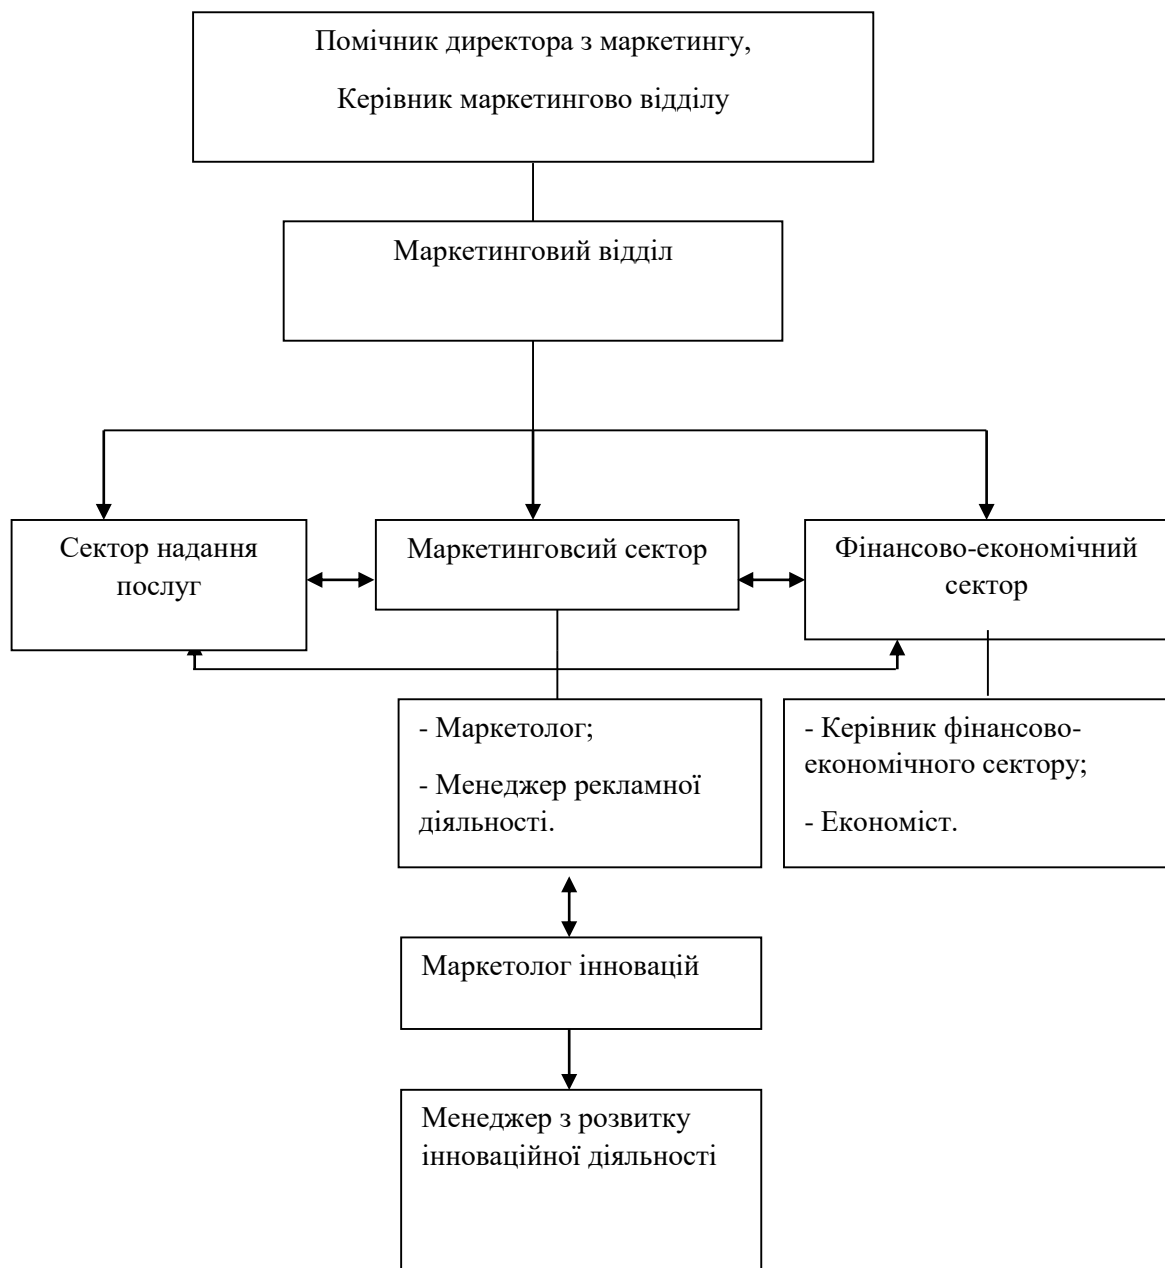 Помічник директора з маркетингу,
Керівник маркетингово відділу
Маркетинговий відділ
Сектор надання
послуг
Маркетинговсий сектор
Фінансово-економічний
сектор
- Маркетолог;
- Менеджер рекламної
діяльності.
- Керівник фінансово-
економічного сектору;
- Економіст.
Маркетолог інновацій
Менеджер з розвитку
інноваційної діяльності